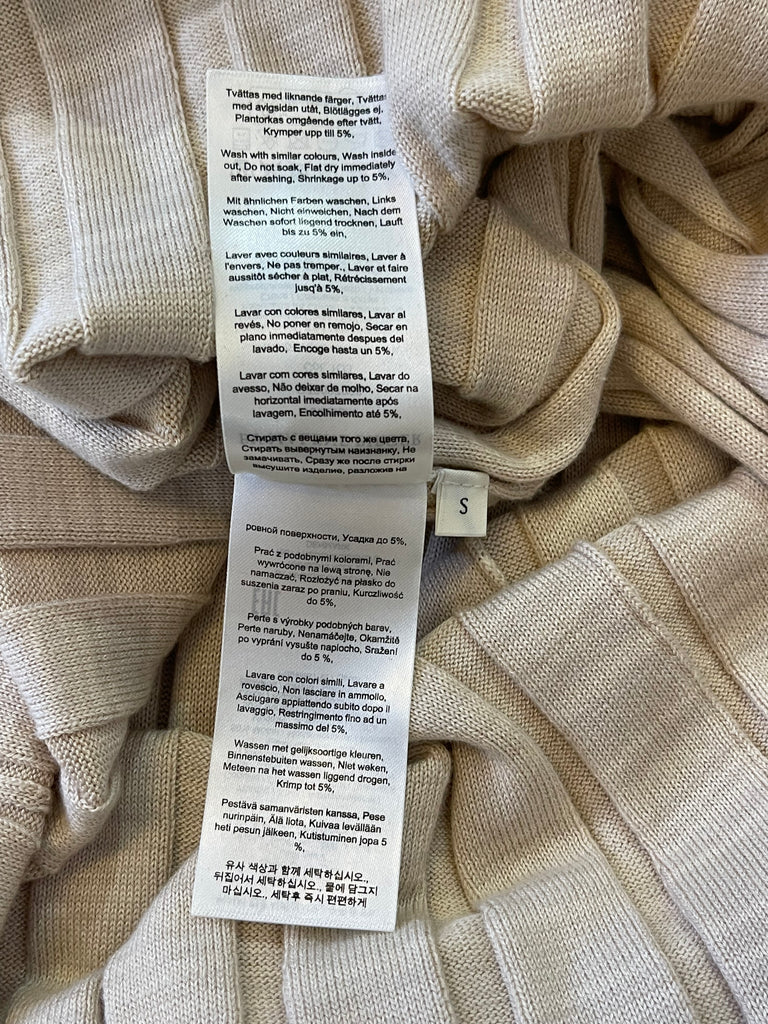 Tvättas med liknande färger, Tvättas
med avigsidan utåt, Blötlägges ej.
Plantorkas omgående efter tvätt,
Krymper upp till 5%,
Wash with similar colours, Wash inside
out, Do not soak, Flat dry immediately
after washing, Shrinkage up to 5%,
Mit ähnlichen Farben waschen, Links
waschen, Nicht einweichen, Nach dem
Waschen sofort liegend trocknen, Lauft
bis zu 5% ein,
Laver avec couleurs similaires, Laver à
l'envers, Ne pas tremper., Laver et faire
aussitôt sécher à plat, Rétrécissement
jusqà 5%,
Lavar con colores similares, Lavar al
revés, No poner en remojo, Secar en
plano inmediatamente despues del
lavado, Encoge hasta un 5%,
Lavar com cores similares, Lavar do
avesso, Não deixar de molho, Secar na
horizontal imediatamente após
lavagem, Encolhimento até 5%,
Стирать с вещами того же цвета,
Стирать вывернутым наизнанку, Не
замачивать, Сразу же после стирки
высушите изделие, разложив на
S
ровной поверхности, Усадка до 5%,
Prać z podobnymi kolorami, Prać
wywrócone na lewą stronę, Nie
namaczać, Rozłożyć na płasko do
suszenia zaraz po praniu, Kurczliwość
do 5%,
Perte s výrobky podobných barev,
Perte naruby, Nenamáčejte, Okamžitě
po vyprání vysušte naplocho, Sražení
do 5 %,
Lavare con colori simili, Lavare a
rovescio, Non lasciare in ammollo,
Asciugare appiattendo subito dopo il
lavaggio, Restringimento fino ad un
massimo del 5%,
Wassen met gelijksoortige kleuren,
Binnenstebuiten wassen, Niet weken,
Meteen na het wassen liggend drogen,
Krimp tot 5%,
Pestävä samanväristen kanssa, Pese
nurinpäin, Älä liota, Kuivaa levällään
heti pesun jälkeen, Kutistuminen jopa 5
%,
유사 색상과 함께 세탁하십시오.,
뒤집어서 세탁하십시오., 물에 담그지
마십시오., 세탁후 즉시 편편하게